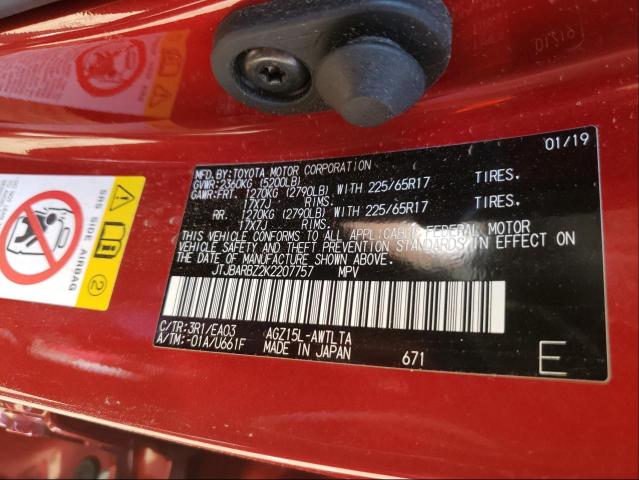 01/19
MFD. BY: TOYOTA MOTOR CORPORATION
GVWR: 2360KG (5200LB)
GAWR: FRT. 1270KG (2790LB) WITH 225/65R17 TIRES.
17X7J RIMS.
RR. 1270KG (2790LB) WITH 225/65R17 TIRES.
17X7J RIMS.
THIS VEHICLE CONFORMS TO ALL APPLICABLE FEDERAL MOTOR
VEHICLE SAFETY AND THEFT PREVENTION STANDARDS IN EFFECT ON
THE DATE OF MANUFACTURE SHOWN ABOVE.
JTJBARBZ2K2207757 MPV
C/TR: 3R1/EA03 AGZ15L-AWTLTA
A/TM: -01A/U661F MADE IN JAPAN 671
E
SRS SIDE AIRBAG
2